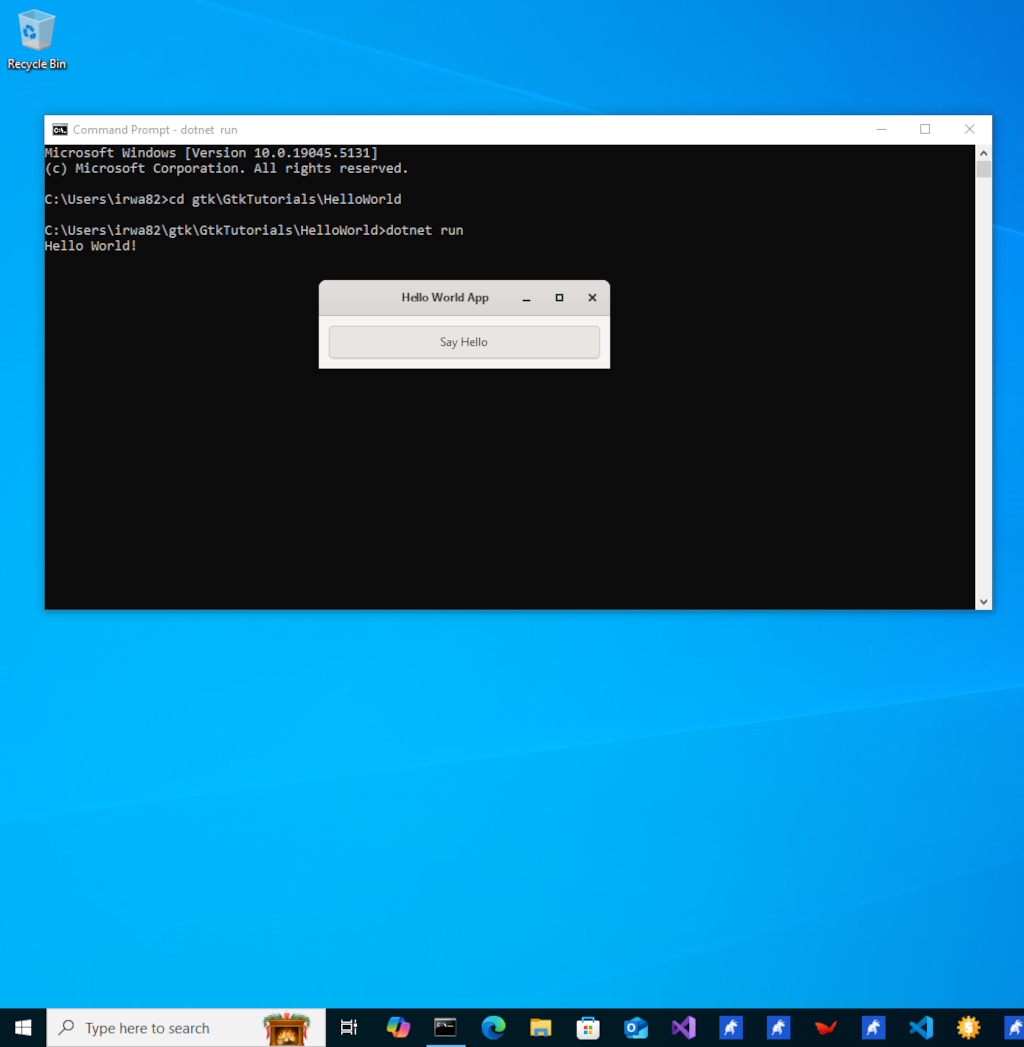 Recycle Bin
Command Prompt - dotnet run
Microsoft Windows [Version 10.0.19045.5131]
(c) Microsoft Corporation. All rights reserved.
C:\Users\irwa82>cd gtk\GtkTutorials\HelloWorld
C:\Users\irwa82\gtk\GtkTutorials\HelloWorld>dotnet run
Hello World!
Hello World App
Say Hello
Type here to search